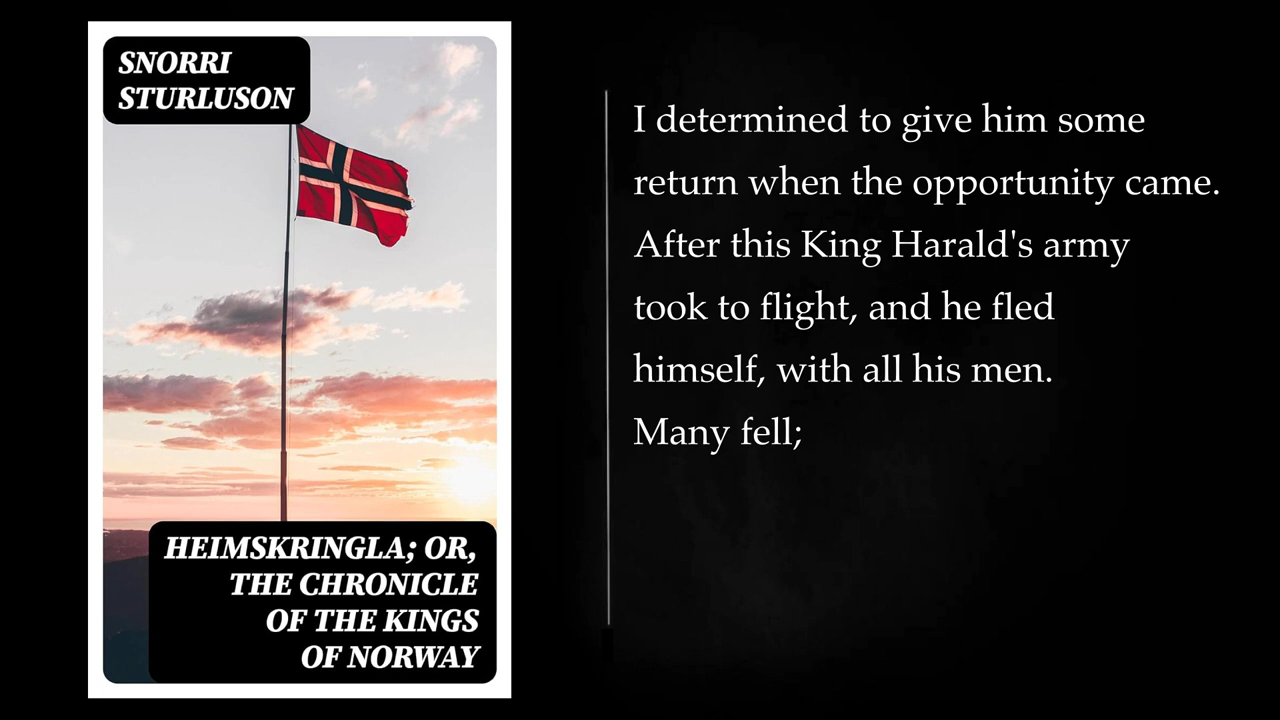 SNORRI
STURLUSON
HEIMSKRINGLA; OR,
THE CHRONICLE
OF THE KINGS
OF NORWAY
I determined to give him some
return when the opportunity came.
After this King Harald's army
took to flight, and he fled
himself, with all his men.
Many fell;